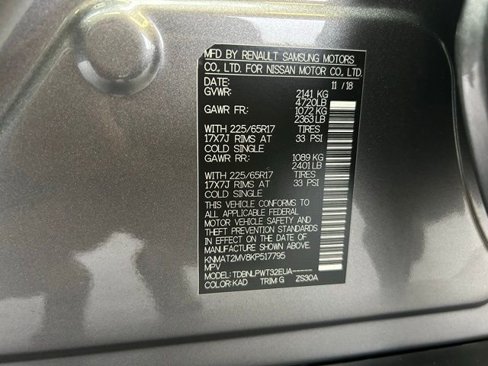 MFD BY RENAULT SAMSUNG MOTORS
CO., LTD. FOR NISSAN MOTOR CO., LTD.
DATE: 11 / 18
GVWR: 2141 KG
4720LB
GAWR FR: 1072 KG
2363LB
WITH 225/65R17 TIRES
17X7J RIMS AT 33 PSI
COLD SINGLE
GAWR RR: 1089 KG
2401LB
WITH 225/65R17 TIRES
17X7J RIMS AT 33 PSI
COLD SINGLE
THIS VEHICLE CONFORMS TO
ALL APPLICABLE FEDERAL
MOTOR VEHICLE SAFETY AND
THEFT PREVENTION STANDARDS
IN EFFECT ON THE DATE OF
MANUFACTURE SHOWN ABOVE.
KNMAT2MV8KP517795
MPV
MODEL: TDBNLPWT32EUA------
COLOR: KAD TRIM: G ZS30A